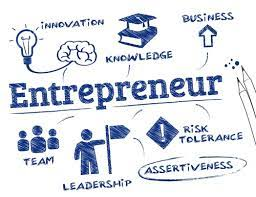 INNOVATION
BUSINESS
KNOWLEDGE
Entrepreneur
TEAM
LEADERSHIP
RISK
TOLERANCE
ASSERTIVENESS